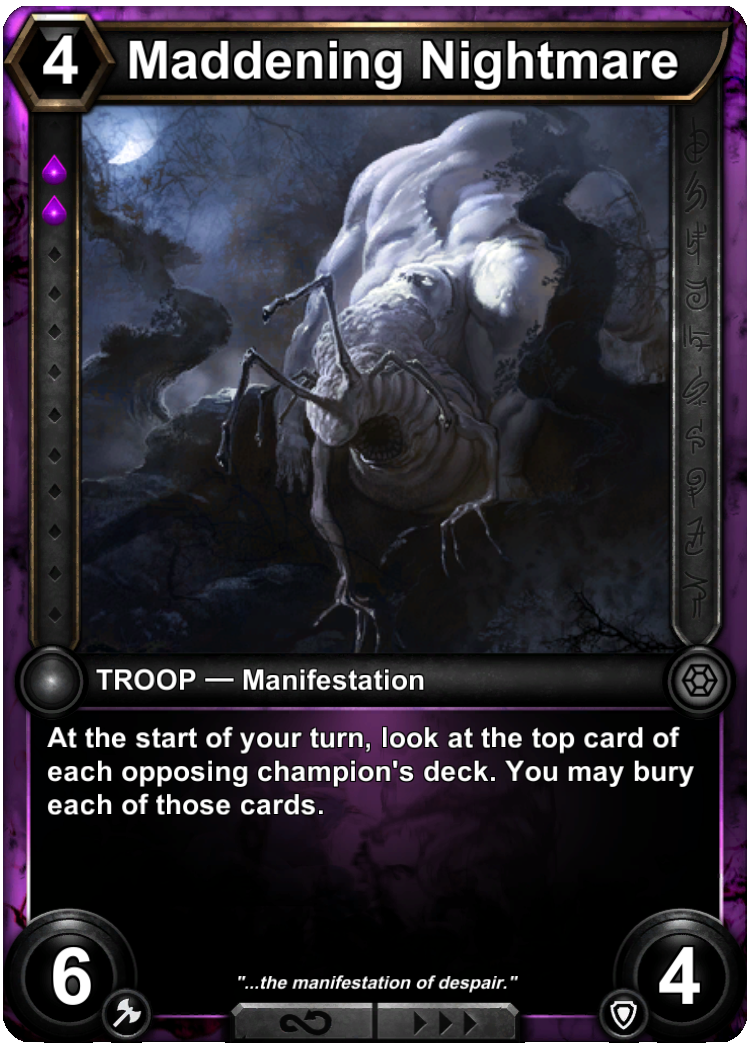 4
Maddening Nightmare
TROOP — Manifestation
At the start of your turn, look at the top card of
each opposing champion's deck. You may bury
each of those cards.
6
"...the manifestation of despair."
4